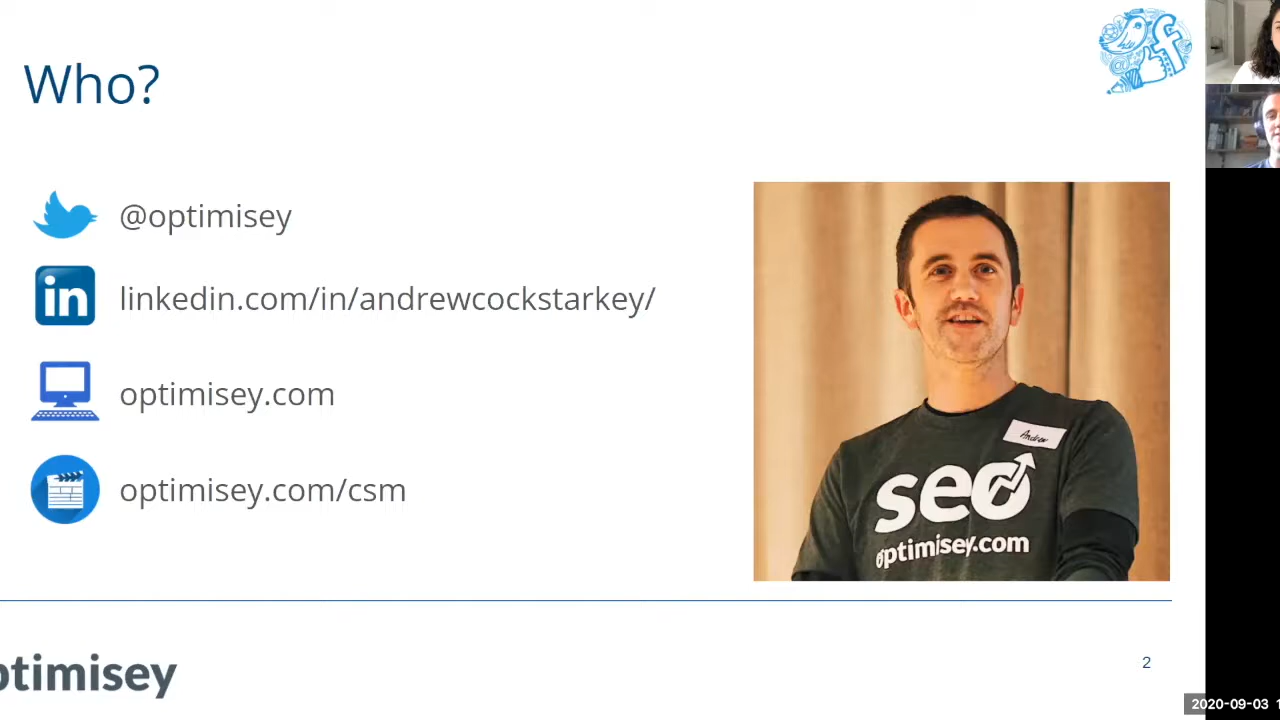 Who?
@optimisey
linkedin.com/in/andrewcockstarkey/
optimisey.com
optimisey.com/csm
Andrew
seo
optimisey.com
ptimisey
2
2020-09-03